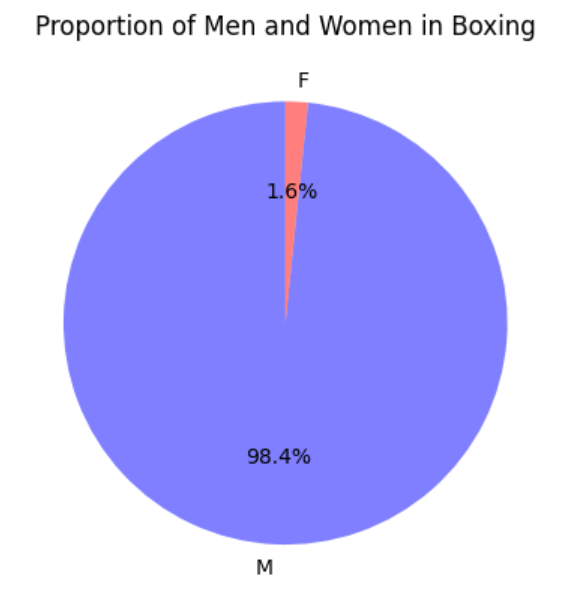 Proportion of Men and Women in Boxing
F
1.6%
98.4%
M